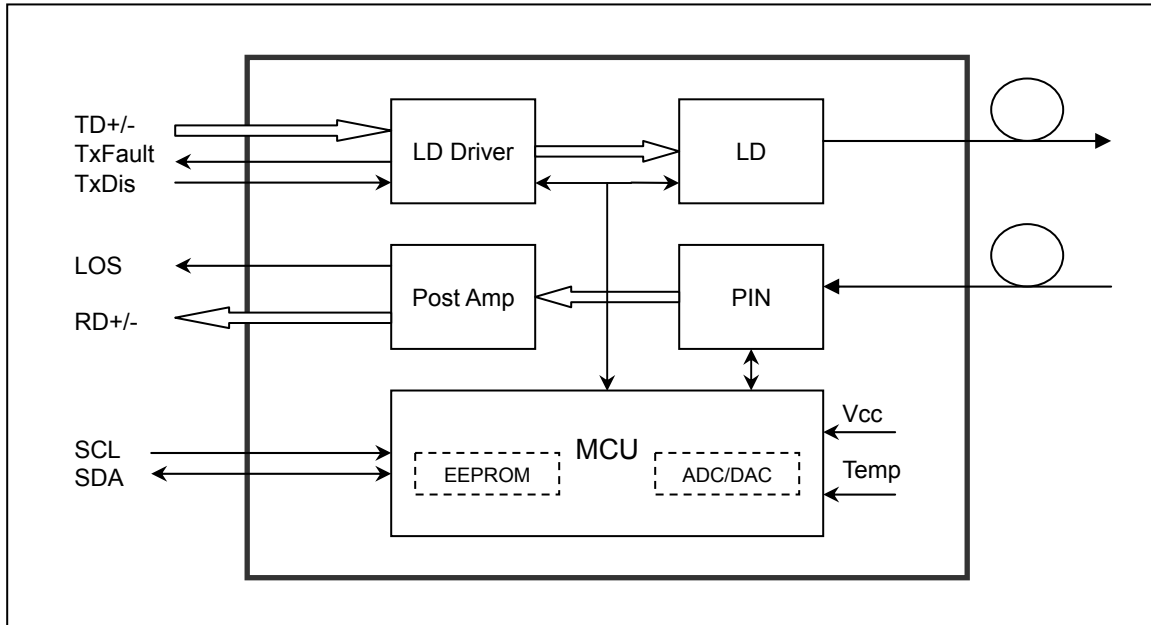 TD+/-
TxFault
TxDis
LD Driver
LD
LOS
RD+/-
Post Amp
PIN
SCL
SDA
MCU
EEPROM
ADC/DAC
Vcc
Temp